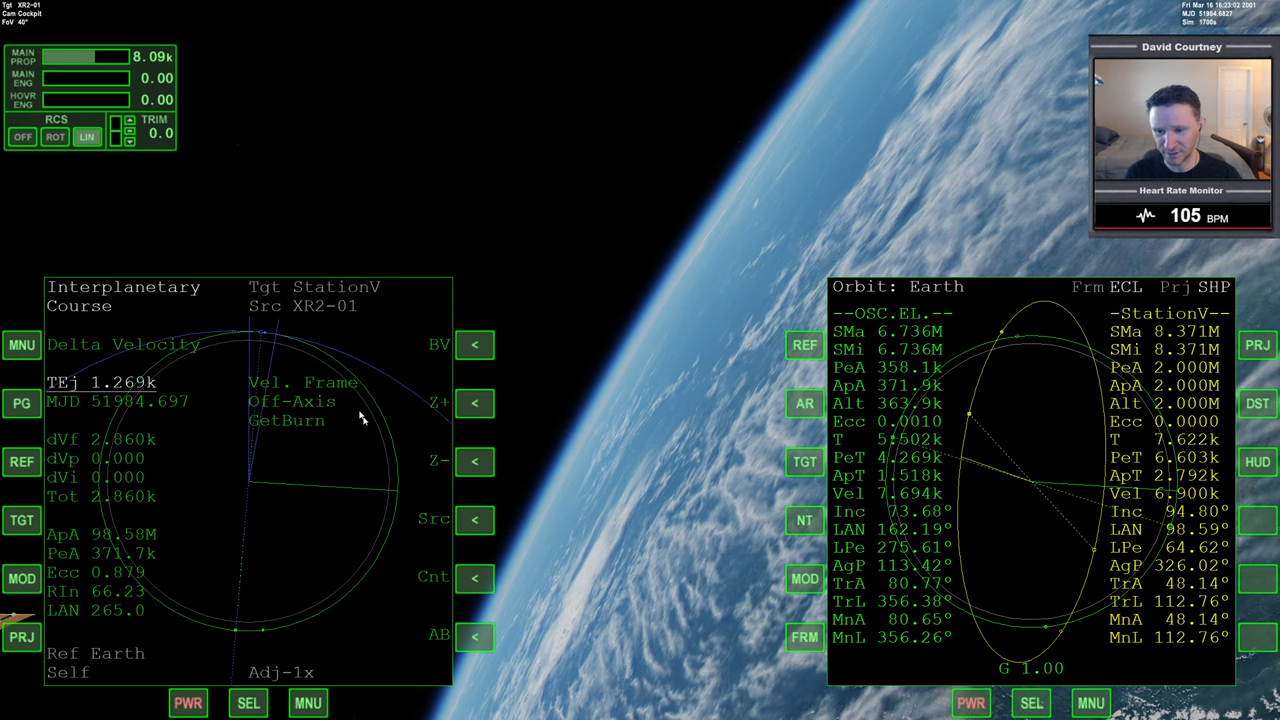 Tgt XR2-01
Cam Cockpit
FoV 40°
Fri Mar 16 16:23:02 2001
MJD 51984.6827
Sim 1700s
MAIN PROP 8.09k
MAIN ENG 0.00
HOVR ENG 0.00
RCS TRIM
OFF ROT LIN 0.0
David Courtney
Heart Rate Monitor
105 BPM
Interplanetary Tgt StationV
Course Src XR2-01
Delta Velocity
TEj 1.269k Vel. Frame
MJD 51984.697 Off-Axis
GetBurn
dVf 2.860k
dVp 0.000
dVi 0.000
Tot 2.860k
ApA 98.58M
PeA 371.7k
Ecc 0.879
RIn 66.23
LAN 265.0
Ref Earth
Self Adj-1x
MNU
PG
REF
TGT
MOD
PRJ
BV <
Z+ <
Z- <
Src <
Cnt <
AB <
PWR SEL MNU
Orbit: Earth Frm ECL Prj SHP
--OSC.EL.--
SMa 6.736M
SMi 6.736M
PeA 358.1k
ApA 371.9k
Alt 363.9k
Ecc 0.0010
T 5.502k
PeT 4.269k
ApT 1.518k
Vel 7.694k
Inc 73.68°
LAN 162.19°
LPe 275.61°
AgP 113.42°
TrA 80.77°
TrL 356.38°
MnA 80.65°
MnL 356.26°
-StationV--
SMa 8.371M
SMi 8.371M
PeA 2.000M
ApA 2.000M
Alt 2.000M
Ecc 0.0000
T 7.622k
PeT 6.603k
ApT 2.792k
Vel 6.900k
Inc 94.80°
LAN 98.59°
LPe 64.62°
AgP 326.02°
TrA 48.14°
TrL 112.76°
MnA 48.14°
MnL 112.76°
G 1.00
REF
AR
TGT
NT
MOD
FRM
PRJ
DST
HUD
PWR SEL MNU